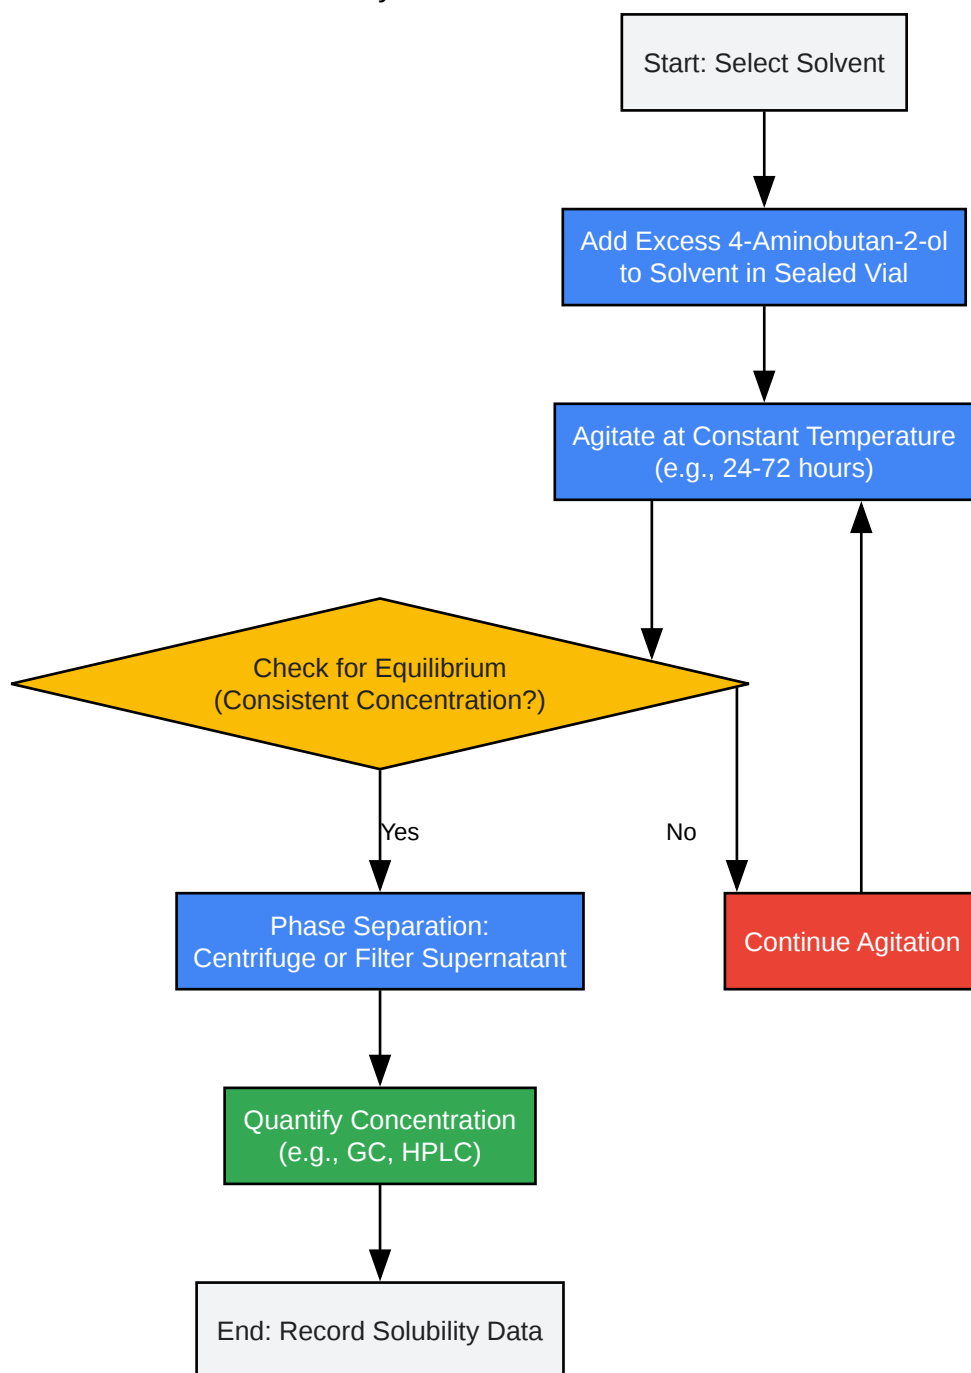 Start: Select Solvent
Add Excess 4-Aminobutan-2-ol
to Solvent in Sealed Vial
Agitate at Constant Temperature
(e.g., 24-72 hours)
Check for Equilibrium
(Consistent Concentration?)
Yes
No
Phase Separation:
Centrifuge or Filter Supernatant
Continue Agitation
Quantify Concentration
(e.g., GC, HPLC)
End: Record Solubility Data